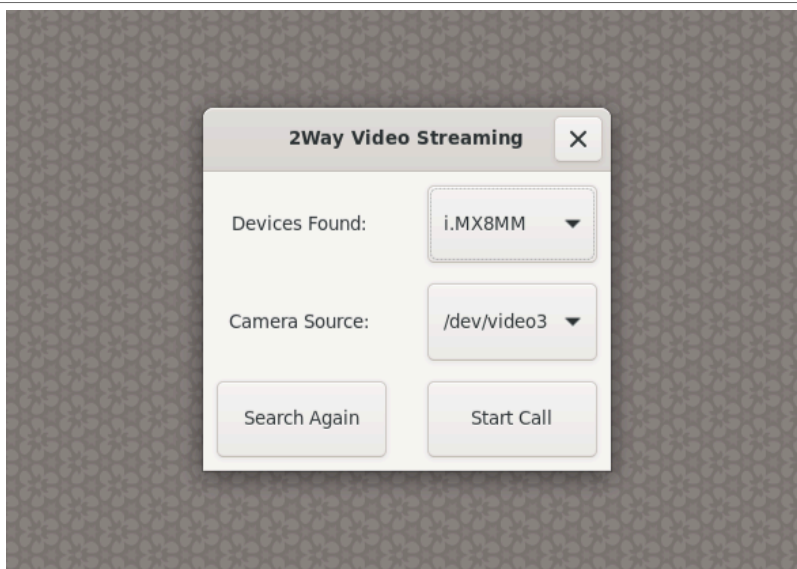 2Way Video Streaming
Devices Found: i.MX8MM
Camera Source: /dev/video3
Search Again Start Call